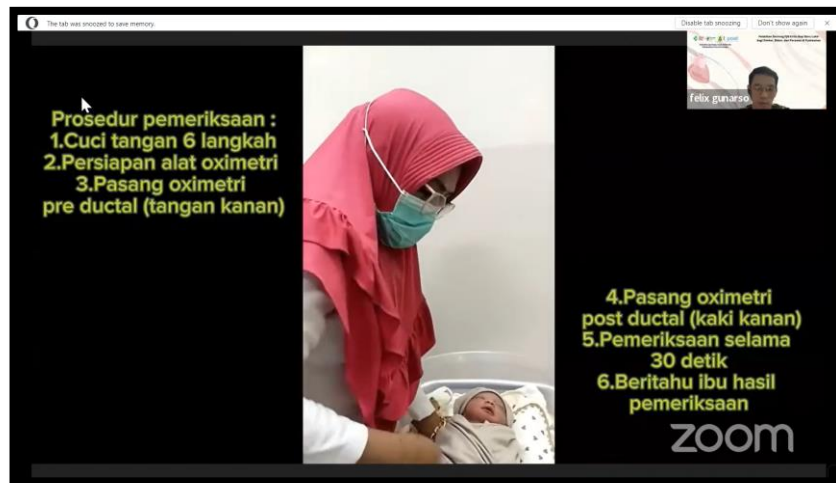 The tab was snoozed to save memory.
Disable tab snoozing
Don't show again
felix gunarso
Prosedur pemeriksaan :
1.Cuci tangan 6 langkah
2.Persiapan alat oximetri
3.Pasang oximetri
pre ductal (tangan kanan)
4.Pasang oximetri
post ductal (kaki kanan)
5.Pemeriksaan selama
30 detik
6.Beritahu ibu hasil
pemeriksaan
zoom